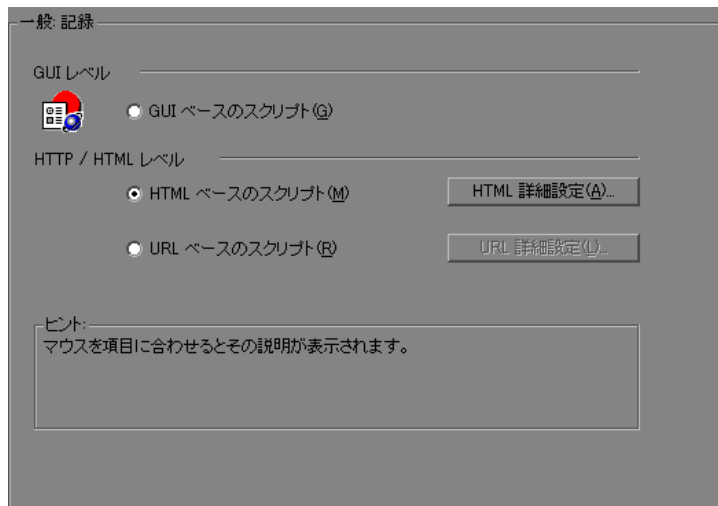 一般: 記録
GUI レベル
GUI ベースのスクリプト(G)
HTTP / HTML レベル
HTML ベースのスクリプト(M)
HTML 詳細設定(A)...
URL ベースのスクリプト(R)
URL 詳細設定(L)...
ヒント:
マウスを項目に合わせるとその説明が表示されます。